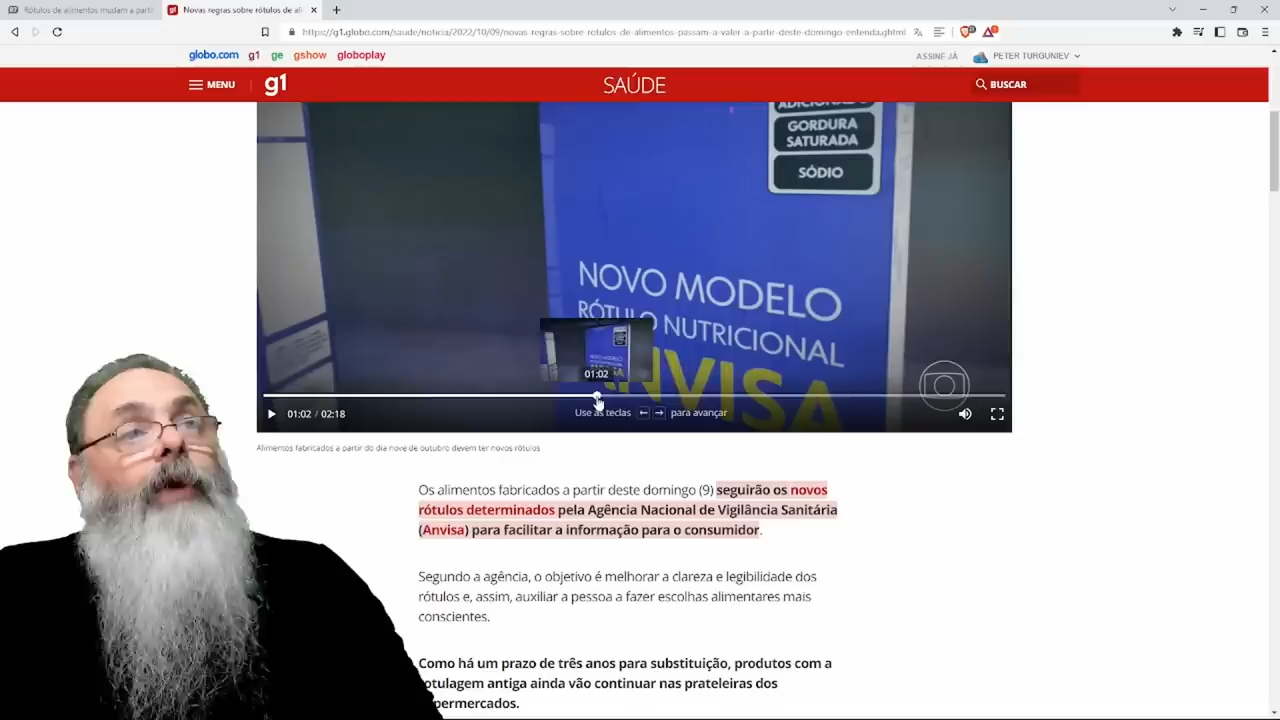 Rótulos de alimentos mudam a parti
Novas regras sobre rótulos de ali
https://g1.globo.com/saude/noticia/2022/10/09/novas-regras-sobre-rotulos-de-alimentos-passam-a-valer-a-partir-deste-domingo-entenda.ghtml
globo.com g1 ge gshow globoplay
ASSINE JÁ PETER TURGUNIEV
MENU g1 SAÚDE BUSCAR
ADICIONADO
GORDURA
SATURADA
SÓDIO
NOVO MODELO
RÓTULO NUTRICIONAL
ANVISA
01:02
01:02 / 02:18 Use as teclas ← → para avançar
Alimentos fabricados a partir do dia nove de outubro devem ter novos rótulos
Os alimentos fabricados a partir deste domingo (9) seguirão os novos
rótulos determinados pela Agência Nacional de Vigilância Sanitária
(Anvisa) para facilitar a informação para o consumidor.
Segundo a agência, o objetivo é melhorar a clareza e legibilidade dos
rótulos e, assim, auxiliar a pessoa a fazer escolhas alimentares mais
conscientes.
Como há um prazo de três anos para substituição, produtos com a
otulagem antiga ainda vão continuar nas prateleiras dos
permercados.